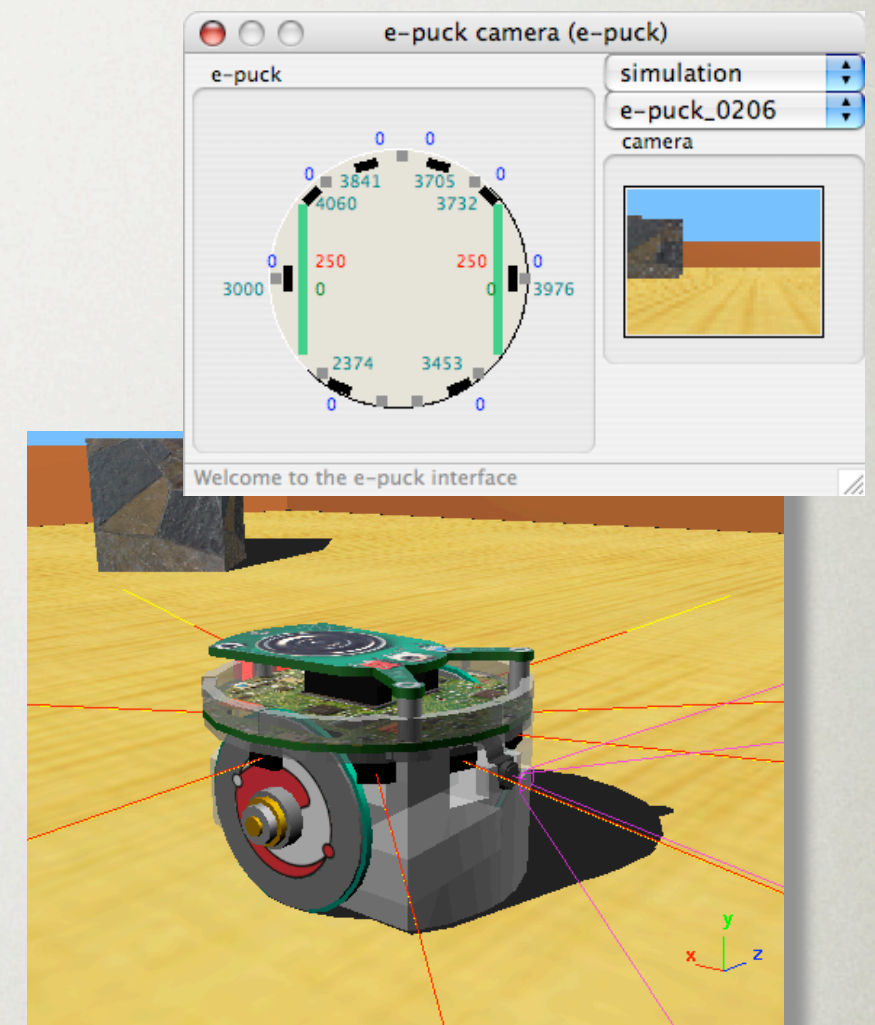 e-puck camera (e-puck)
e-puck
simulation
e-puck_0206
camera
0 0
0 3841 3705 0
4060 3732
0 250 250 0
3000 0 0 3976
2374 3453
0 0
Welcome to the e-puck interface
y
x z